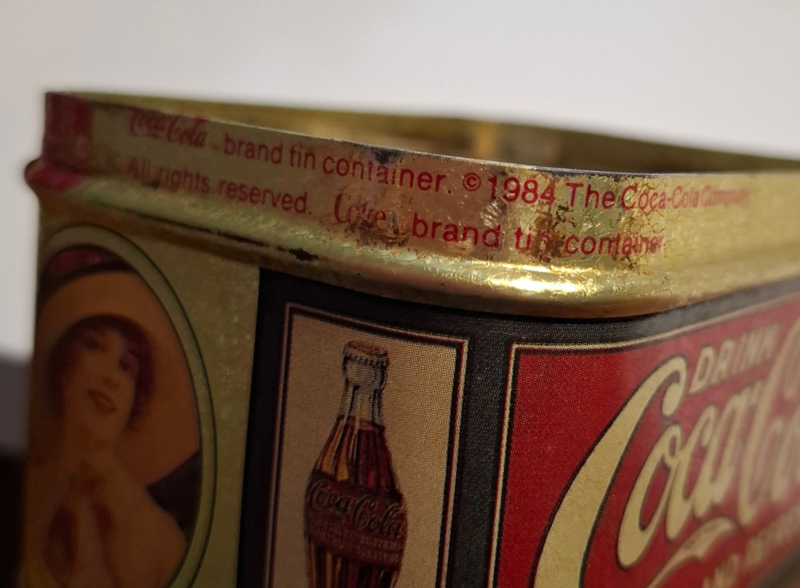 Coca-Cola brand tin container. ©1984 The Coca-Cola Company
All rights reserved. Coke brand tin container
Coca-Cola
DRINK
Coca-Cola